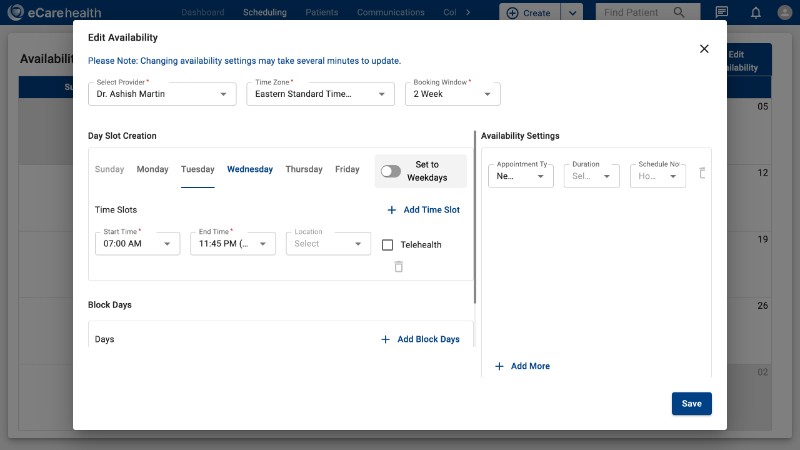 eCarehealth
Dashboard Scheduling Patients Communications Col
Create
Find Patient
Availability
Edit
Availability
05
12
19
26
02
Edit Availability
Please Note: Changing availability settings may take several minutes to update.
Select Provider *
Dr. Ashish Martin
Time Zone *
Eastern Standard Time...
Booking Window *
2 Week
Day Slot Creation
Sunday Monday Tuesday Wednesday Thursday Friday
Set to
Weekdays
Time Slots
Add Time Slot
Start Time *
07:00 AM
End Time *
11:45 PM (...
Location
Select
Telehealth
Block Days
Days
Add Block Days
Availability Settings
Appointment Ty
Ne...
Duration
Sel...
Schedule No
Ho...
Add More
Save